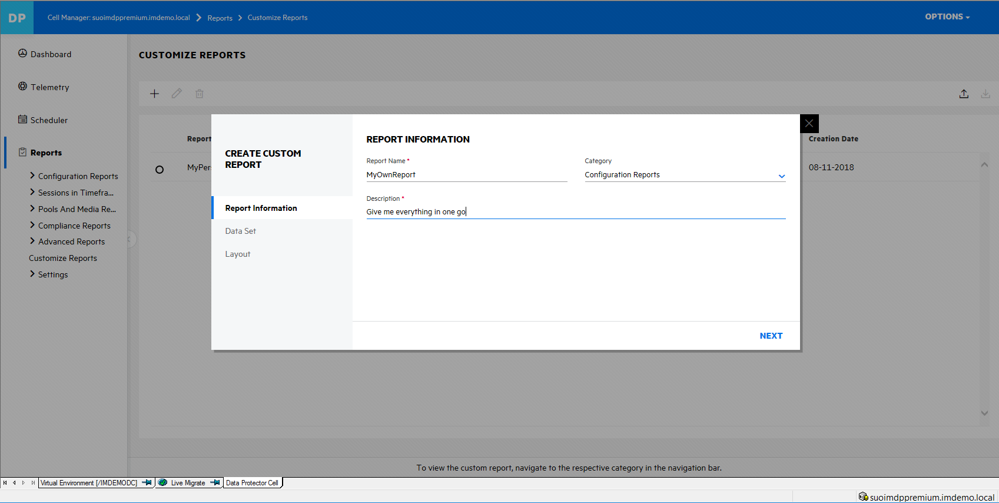 DP
Cell Manager: suoimdppremium.imdemo.local
Reports
Customize Reports
OPTIONS
Dashboard
Telemetry
Scheduler
Reports
Configuration Reports
Sessions in Timefra...
Pools And Media Re...
Compliance Reports
Advanced Reports
Customize Reports
Settings
CUSTOMIZE REPORTS
Report
Creation Date
MyPer
08-11-2018
CREATE CUSTOM
REPORT
Report Information
Data Set
Layout
REPORT INFORMATION
Report Name *
Category
MyOwnReport
Configuration Reports
Description *
Give me everything in one go
NEXT
To view the custom report, navigate to the respective category in the navigation bar.
Virtual Environment [/IMDEMODC]
Live Migrate
Data Protector Cell
suoimdppremium.imdemo.local